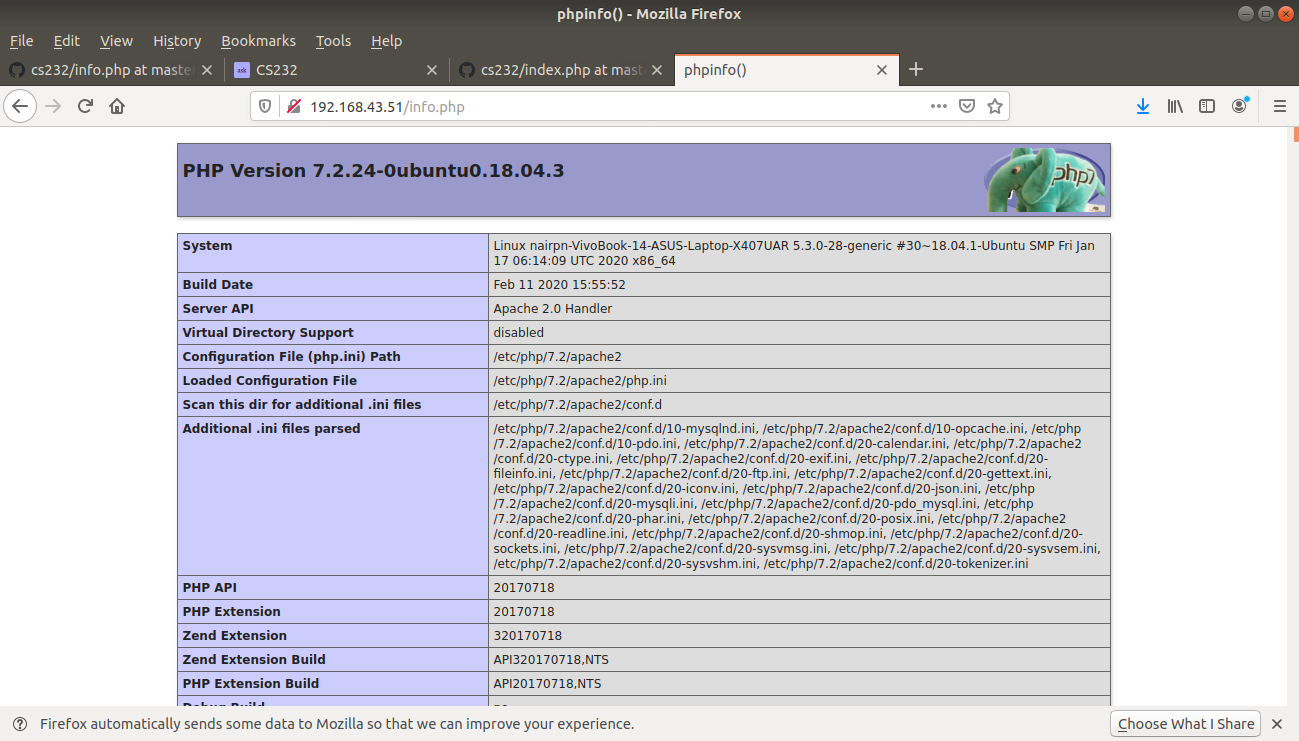 phpinfo() - Mozilla Firefox
File Edit View History Bookmarks Tools Help
cs232/info.php at master
ask CS232
cs232/index.php at mast
phpinfo()
192.168.43.51/info.php
PHP Version 7.2.24-0ubuntu0.18.04.3
php7
System Linux nairpn-VivoBook-14-ASUS-Laptop-X407UAR 5.3.0-28-generic #30~18.04.1-Ubuntu SMP Fri Jan
17 06:14:09 UTC 2020 x86_64
Build Date Feb 11 2020 15:55:52
Server API Apache 2.0 Handler
Virtual Directory Support disabled
Configuration File (php.ini) Path /etc/php/7.2/apache2
Loaded Configuration File /etc/php/7.2/apache2/php.ini
Scan this dir for additional .ini files /etc/php/7.2/apache2/conf.d
Additional .ini files parsed /etc/php/7.2/apache2/conf.d/10-mysqlnd.ini, /etc/php/7.2/apache2/conf.d/10-opcache.ini, /etc/php
/7.2/apache2/conf.d/10-pdo.ini, /etc/php/7.2/apache2/conf.d/20-calendar.ini, /etc/php/7.2/apache2
/conf.d/20-ctype.ini, /etc/php/7.2/apache2/conf.d/20-exif.ini, /etc/php/7.2/apache2/conf.d/20-
fileinfo.ini, /etc/php/7.2/apache2/conf.d/20-ftp.ini, /etc/php/7.2/apache2/conf.d/20-gettext.ini,
/etc/php/7.2/apache2/conf.d/20-iconv.ini, /etc/php/7.2/apache2/conf.d/20-json.ini, /etc/php
/7.2/apache2/conf.d/20-mysqli.ini, /etc/php/7.2/apache2/conf.d/20-pdo_mysql.ini, /etc/php
/7.2/apache2/conf.d/20-phar.ini, /etc/php/7.2/apache2/conf.d/20-posix.ini, /etc/php/7.2/apache2
/conf.d/20-readline.ini, /etc/php/7.2/apache2/conf.d/20-shmop.ini, /etc/php/7.2/apache2/conf.d/20-
sockets.ini, /etc/php/7.2/apache2/conf.d/20-sysvmsg.ini, /etc/php/7.2/apache2/conf.d/20-sysvsem.ini,
/etc/php/7.2/apache2/conf.d/20-sysvshm.ini, /etc/php/7.2/apache2/conf.d/20-tokenizer.ini
PHP API 20170718
PHP Extension 20170718
Zend Extension 320170718
Zend Extension Build API320170718,NTS
PHP Extension Build API20170718,NTS
Debug Build no
Firefox automatically sends some data to Mozilla so that we can improve your experience.
Choose What I Share